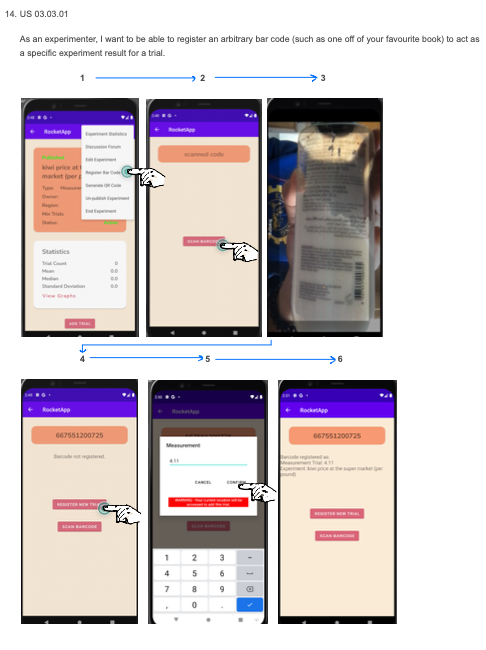 14. US 03.03.01
As an experimenter, I want to be able to register an arbitrary bar code (such as one off of your favourite book) to act as
a specific experiment result for a trial.
1
2
3
RocketApp
Experiment Statistics
Discussion Forum
Edit Experiment
Register Bar Code
Generate QR Code
Un-publish Experiment
End Experiment
kiwi price at
market (per p
Type
Owner:
Region:
Min Trials
Status:
Statistics
Trial Count 0
Mean 0.0
Median 0.0
Standard Deviation 0.0
View Graphs
ADD TRIAL
RocketApp
scanned code
SCAN BARCODE
4
5
6
RocketApp
667551200725
Barcode not registered.
REGISTER NEW TRIAL
SCAN BARCODE
RocketApp
Measurement
4.11
CANCEL
CONFIRM
WARNING: Your current location will be
accessed to add this trial
SCAN BARCODE
1 2 3 -
4 5 6
7 8 9
, 0 .
RocketApp
667551200725
Barcode registered as:
Measurement Trial: 4.11
Experiment: kiwi price at the super market (per
pound)
REGISTER NEW TRIAL
SCAN BARCODE